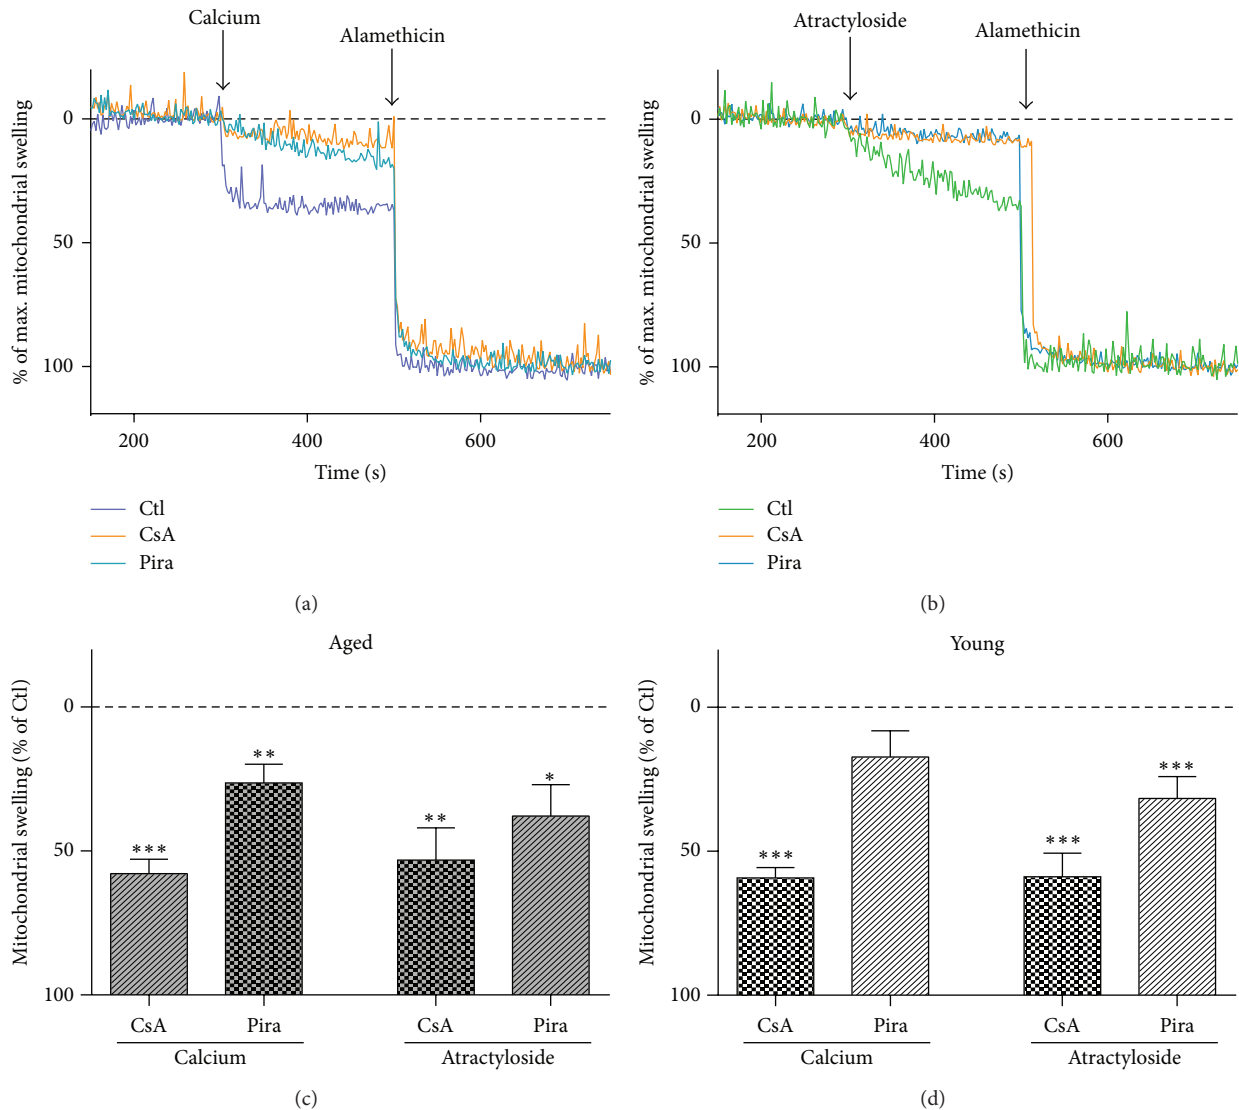 Calcium
Alamethicin
% of max. mitochondrial swelling
0
50
100
200
400
600
Time (s)
Ctl
CsA
Pira
(a)
Atractyloside
Alamethicin
% of max. mitochondrial swelling
0
50
100
200
400
600
Time (s)
Ctl
CsA
Pira
(b)
Aged
Mitochondrial swelling (% of Ctl)
0
50
100
***
**
**
*
CsA
Pira
CsA
Pira
Calcium
Atractyloside
(c)
Young
Mitochondrial swelling (% of Ctl)
0
50
100
***
***
***
CsA
Pira
CsA
Pira
Calcium
Atractyloside
(d)